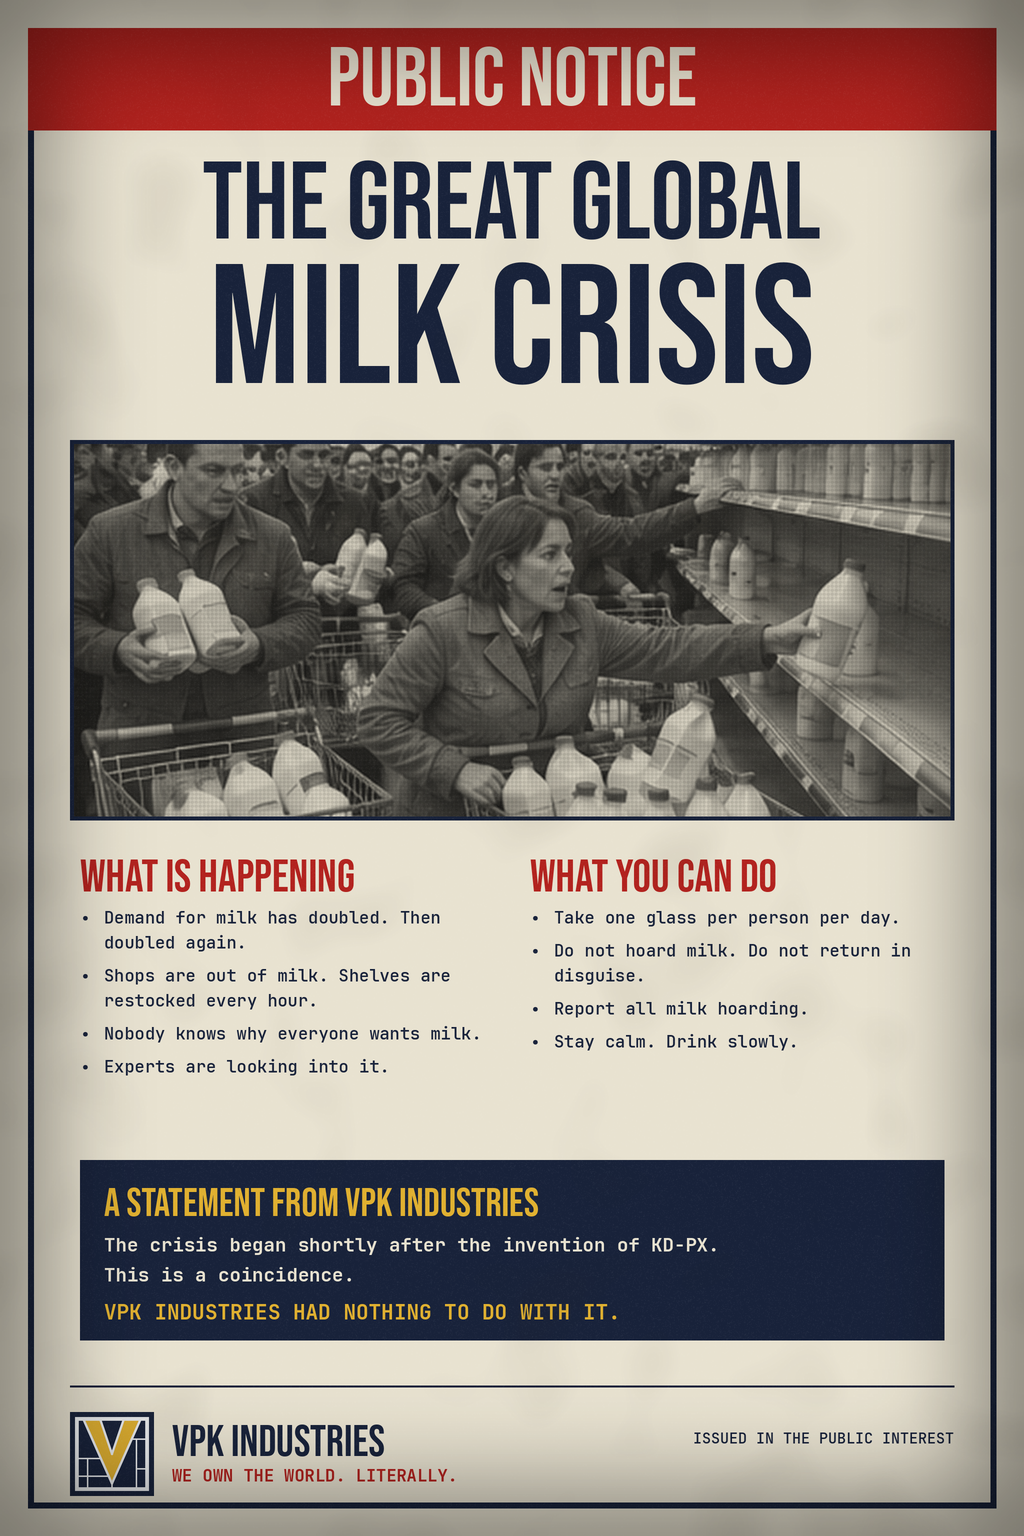 PUBLIC NOTICE
THE GREAT GLOBAL
MILK CRISIS
WHAT IS HAPPENING
• Demand for milk has doubled. Then
doubled again.
• Shops are out of milk. Shelves are
restocked every hour.
• Nobody knows why everyone wants milk.
• Experts are looking into it.
WHAT YOU CAN DO
• Take one glass per person per day.
• Do not hoard milk. Do not return in
disguise.
• Report all milk hoarding.
• Stay calm. Drink slowly.
A STATEMENT FROM VPK INDUSTRIES
The crisis began shortly after the invention of KD-PX.
This is a coincidence.
VPK INDUSTRIES HAD NOTHING TO DO WITH IT.
V
VPK INDUSTRIES
WE OWN THE WORLD. LITERALLY.
ISSUED IN THE PUBLIC INTEREST